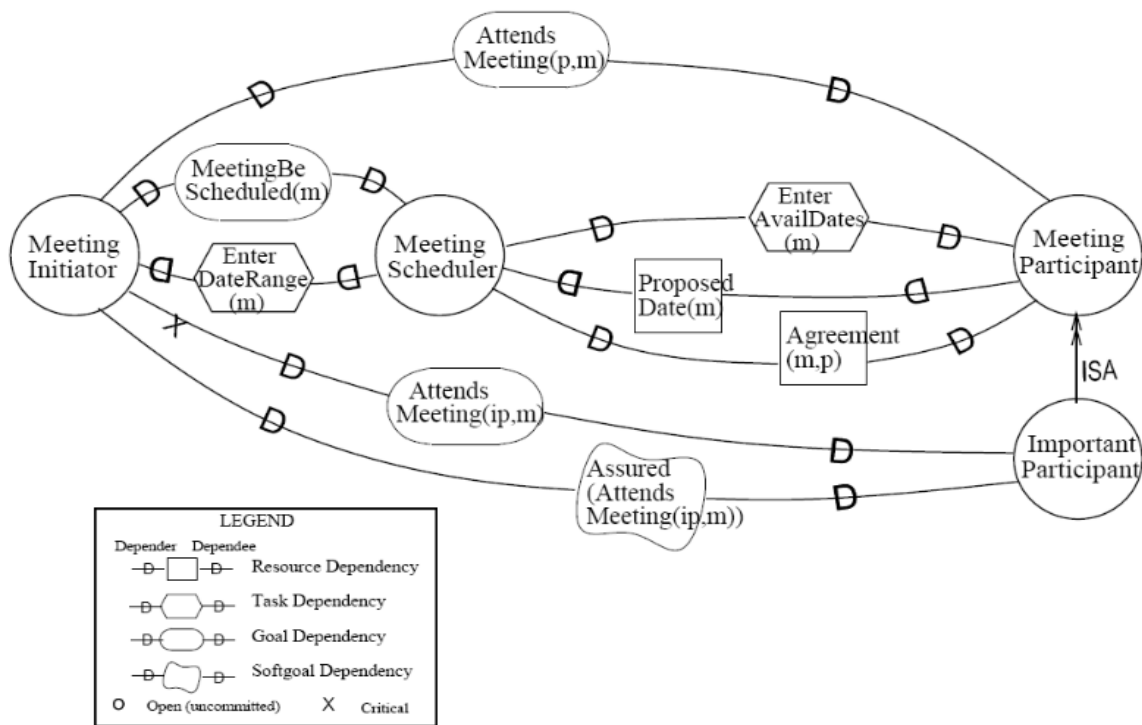 Attends
Meeting(p,m)
D
D
MeetingBe
Scheduled(m)
D
D
Enter
AvailDates
(m)
D
D
Meeting
Initiator
Enter
DateRange
(m)
D
D
Meeting
Scheduler
Proposed
Date(m)
D
D
Meeting
Participant
Agreement
(m,p)
D
D
X
ISA
Attends
Meeting(ip,m)
D
D
Important
Participant
Assured
(Attends
Meeting(ip,m))
D
D
LEGEND
Depender Dependee
D D Resource Dependency
D D Task Dependency
D D Goal Dependency
D D Softgoal Dependency
O Open (uncommitted) X Critical